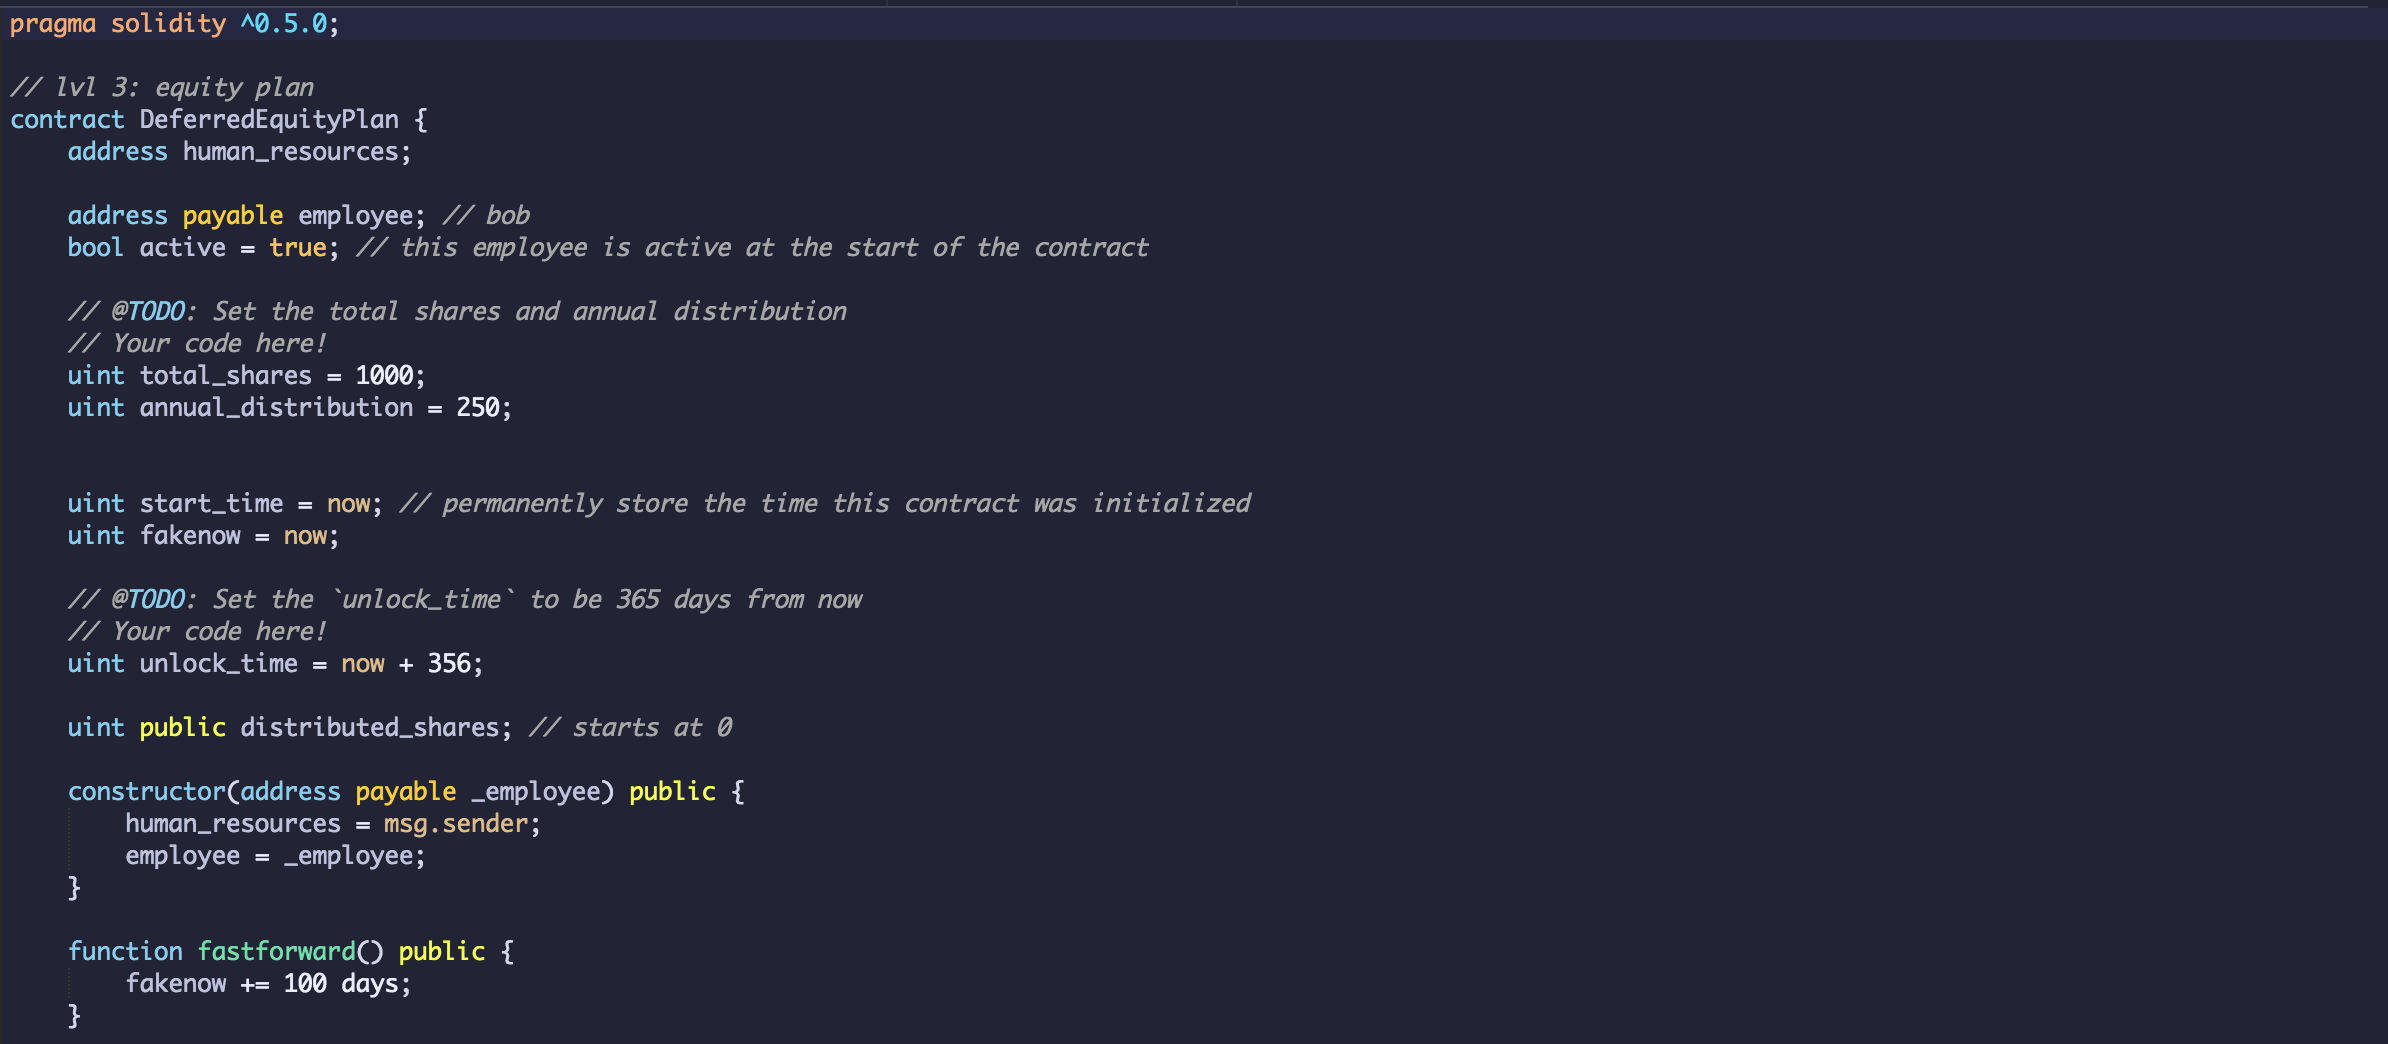 pragma solidity ^0.5.0;
// lvl 3: equity plan
contract DeferredEquityPlan {
address human_resources;
address payable employee; // bob
bool active = true; // this employee is active at the start of the contract
// @TODO: Set the total shares and annual distribution
// Your code here!
uint total_shares = 1000;
uint annual_distribution = 250;
uint start_time = now; // permanently store the time this contract was initialized
uint fakenow = now;
// @TODO: Set the `unlock_time` to be 365 days from now
// Your code here!
uint unlock_time = now + 356;
uint public distributed_shares; // starts at 0
constructor(address payable _employee) public {
human_resources = msg.sender;
employee = _employee;
}
function fastforward() public {
fakenow += 100 days;
}